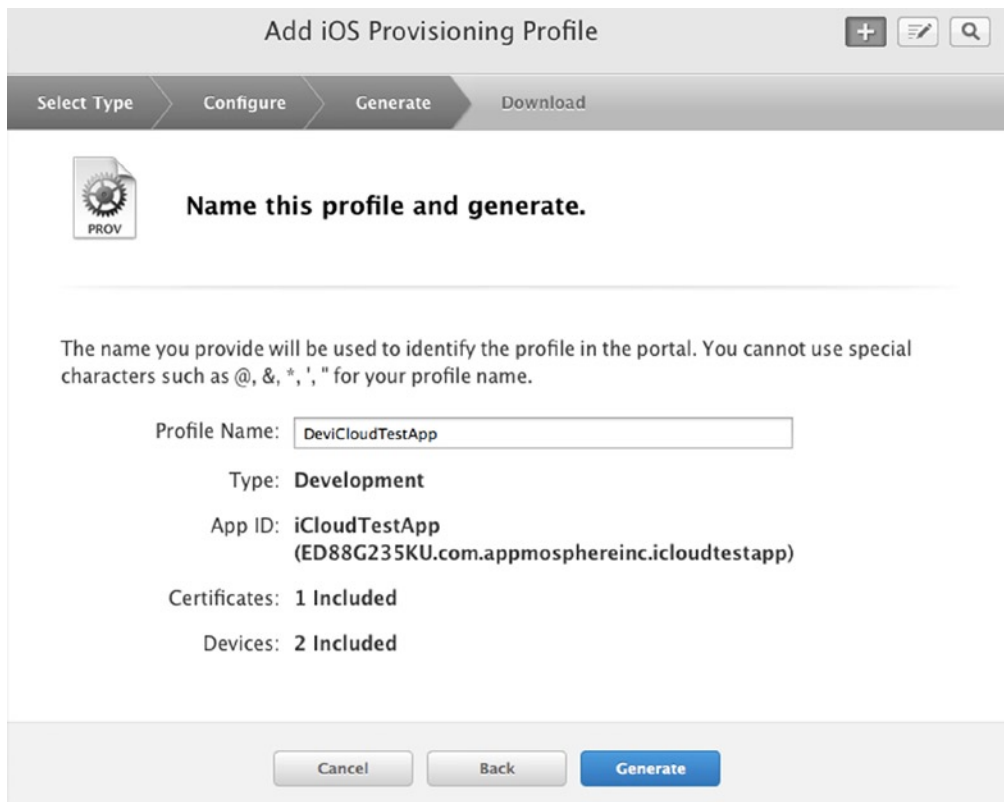 Add iOS Provisioning Profile
Select Type
Configure
Generate
Download
PROV
Name this profile and generate.
The name you provide will be used to identify the profile in the portal. You cannot use special
characters such as @, &, *, ', " for your profile name.
Profile Name: DeviCloudTestApp
Type: Development
App ID: iCloudTestApp
(ED88G235KU.com.appmosphereinc.icloudtestapp)
Certificates: 1 Included
Devices: 2 Included
Cancel
Back
Generate